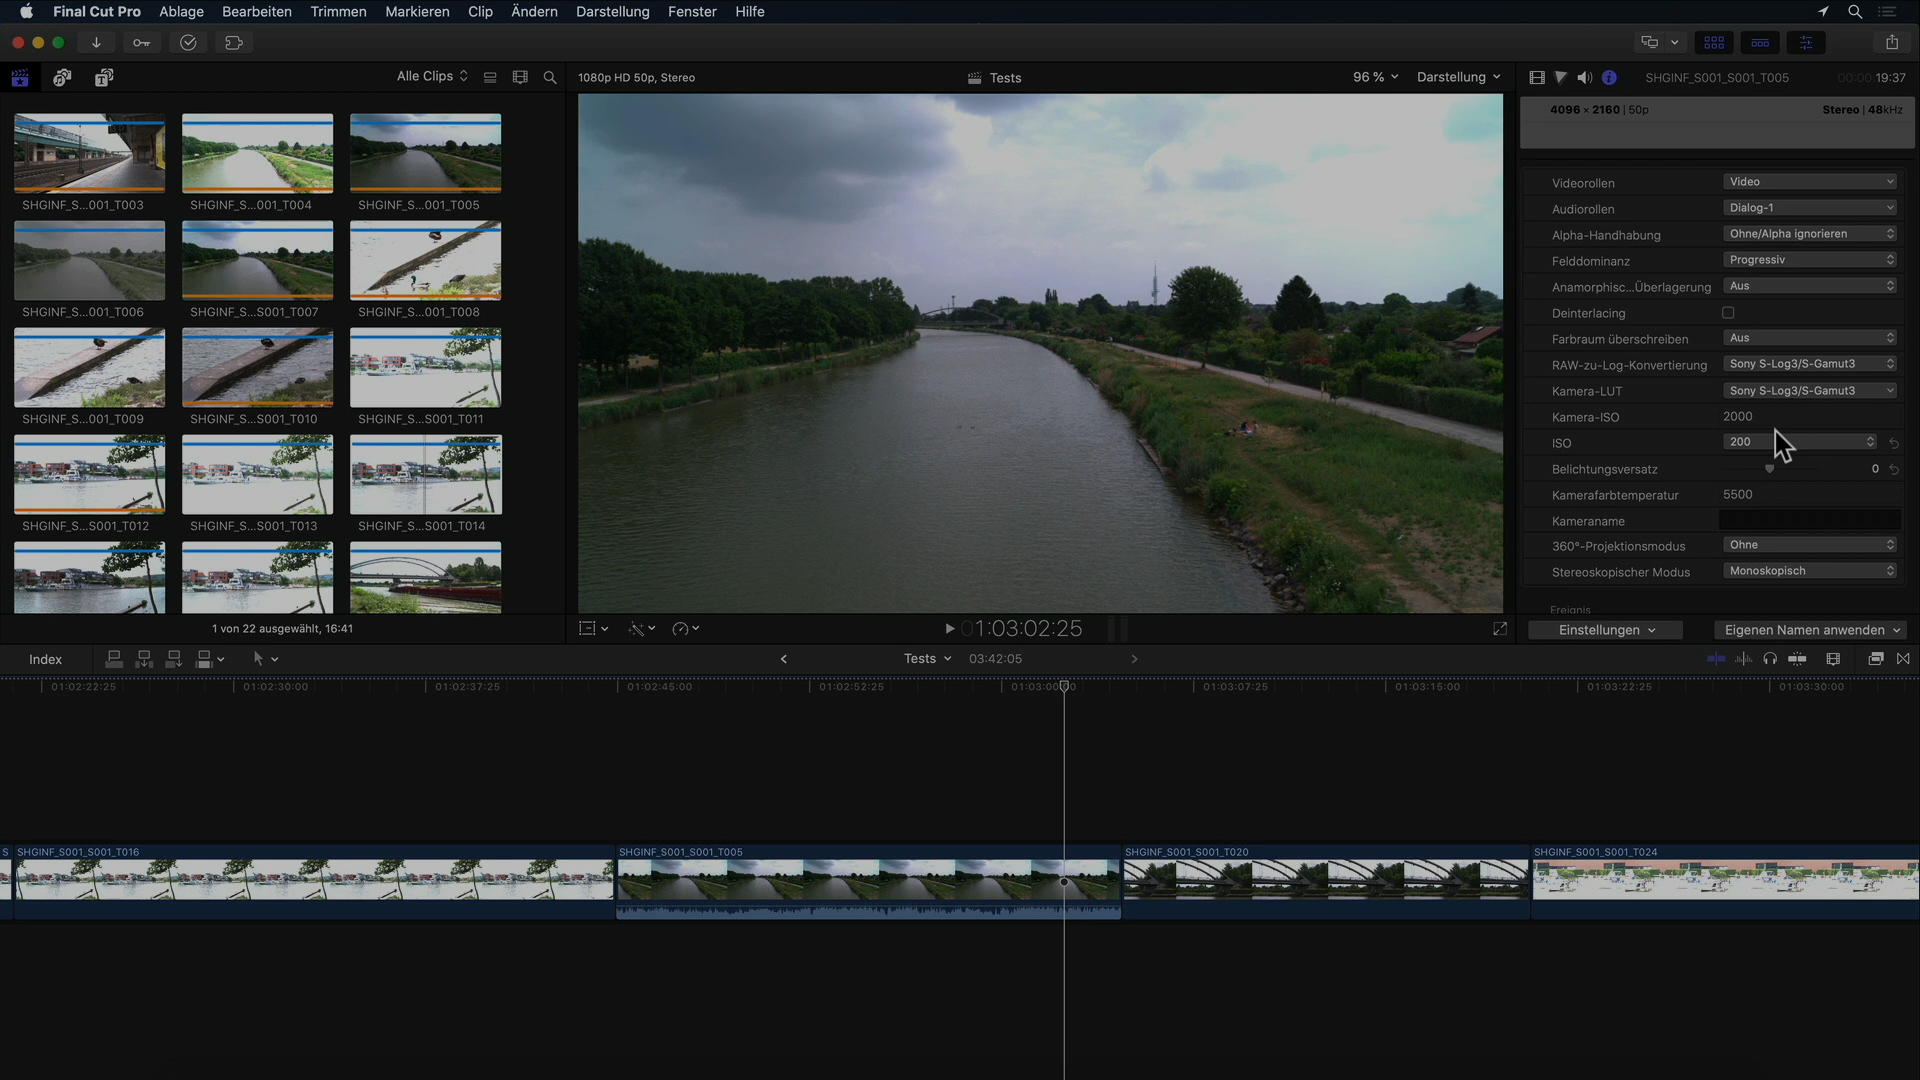 Final Cut Pro Ablage Bearbeiten Trimmen Markieren Clip Ändern Darstellung Fenster Hilfe
Alle Clips
1080p HD 50p, Stereo
Tests
96 %
Darstellung
SHGINF_S001_S001_T005
00:00:19:37
4096 × 2160 | 50p
Stereo | 48kHz
SHGINF_S...001_T003
SHGINF_S...001_T004
SHGINF_S...001_T005
SHGINF_S...001_T006
SHGINF_S...S001_T007
SHGINF_S...001_T008
SHGINF_S...001_T009
SHGINF_S...S001_T010
SHGINF_S...S001_T011
SHGINF_S...S001_T012
SHGINF_S...S001_T013
SHGINF_S...S001_T014
1 von 22 ausgewählt, 16:41
01:03:02:25
Videorollen Video
Audiorollen Dialog-1
Alpha-Handhabung Ohne/Alpha ignorieren
Felddominanz Progressiv
Anamorphisc...Überlagerung Aus
Deinterlacing
Farbraum überschreiben Aus
RAW-zu-Log-Konvertierung Sony S-Log3/S-Gamut3
Kamera-LUT Sony S-Log3/S-Gamut3
Kamera-ISO 2000
ISO 200
Belichtungsversatz 0
Kamerafarbtemperatur 5500
Kameraname
360°-Projektionsmodus Ohne
Stereoskopischer Modus Monoskopisch
Ereignis
Einstellungen
Eigenen Namen anwenden
Index
Tests
03:42:05
01:02:22:25
01:02:30:00
01:02:37:25
01:02:45:00
01:02:52:25
01:03:00:00
01:03:07:25
01:03:15:00
01:03:22:25
01:03:30:00
S
SHGINF_S001_S001_T016
SHGINF_S001_S001_T005
SHGINF_S001_S001_T020
SHGINF_S001_S001_T024